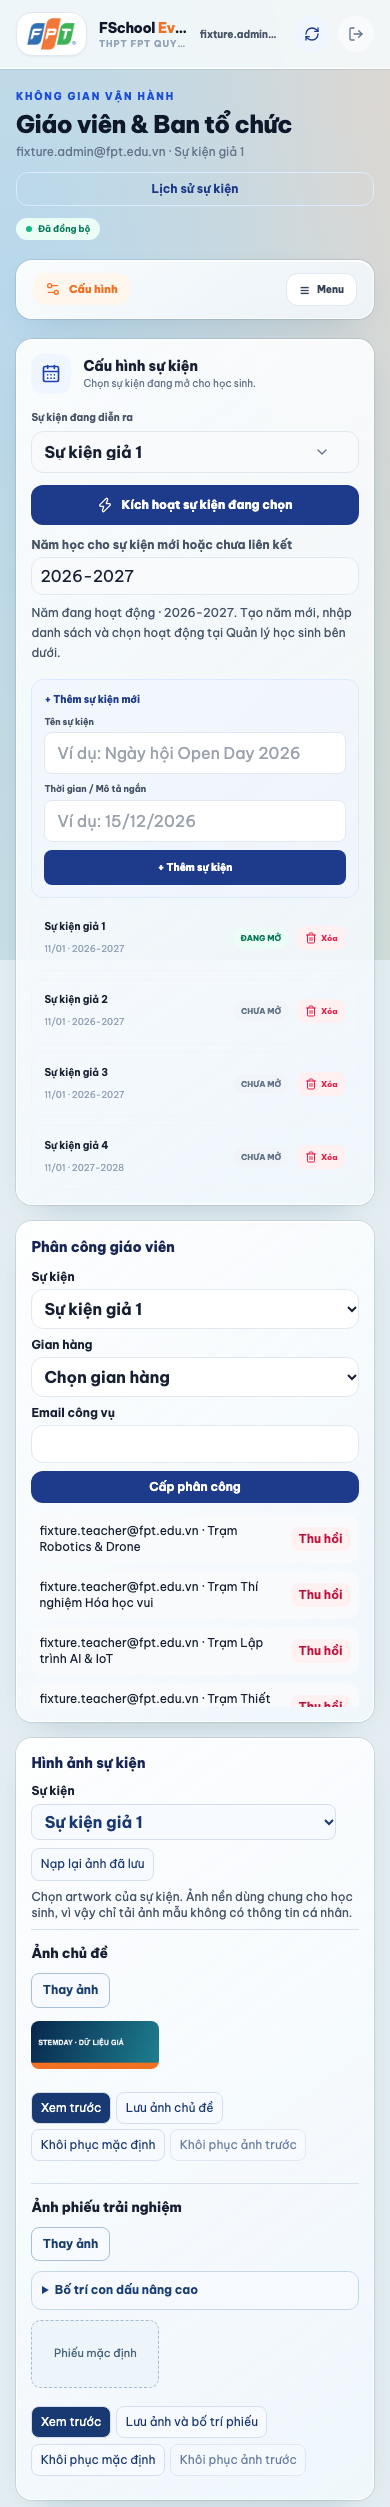 FPT
FSchool Ev...
THPT FPT QUY...
fixture.admin...
KHÔNG GIAN VẬN HÀNH
Giáo viên & Ban tổ chức
fixture.admin@fpt.edu.vn · Sự kiện giả 1
Lịch sử sự kiện
Đã đồng bộ
Cấu hình
Menu
Cấu hình sự kiện
Chọn sự kiện đang mở cho học sinh.
Sự kiện đang diễn ra
Sự kiện giả 1
Kích hoạt sự kiện đang chọn
Năm học cho sự kiện mới hoặc chưa liên kết
2026-2027
Năm đang hoạt động · 2026-2027. Tạo năm mới, nhập
danh sách và chọn hoạt động tại Quản lý học sinh bên
dưới.
+ Thêm sự kiện mới
Tên sự kiện
Ví dụ: Ngày hội Open Day 2026
Thời gian / Mô tả ngắn
Ví dụ: 15/12/2026
+ Thêm sự kiện
Sự kiện giả 1
ĐANG MỞ
Xóa
11/01 · 2026-2027
Sự kiện giả 2
CHƯA MỞ
Xóa
11/01 · 2026-2027
Sự kiện giả 3
CHƯA MỞ
Xóa
11/01 · 2026-2027
Sự kiện giả 4
CHƯA MỞ
Xóa
11/01 · 2027-2028
Phân công giáo viên
Sự kiện
Sự kiện giả 1
Gian hàng
Chọn gian hàng
Email công vụ
Cấp phân công
fixture.teacher@fpt.edu.vn · Trạm
Robotics & Drone
Thu hồi
fixture.teacher@fpt.edu.vn · Trạm Thí
nghiệm Hóa học vui
Thu hồi
fixture.teacher@fpt.edu.vn · Trạm Lập
trình AI & IoT
Thu hồi
fixture.teacher@fpt.edu.vn · Trạm Thiết
Thu hồi
Hình ảnh sự kiện
Sự kiện
Sự kiện giả 1
Nạp lại ảnh đã lưu
Chọn artwork của sự kiện. Ảnh nền dùng chung cho học
sinh, vì vậy chỉ tải ảnh mẫu không có thông tin cá nhân.
Ảnh chủ đề
Thay ảnh
STEMDAY · DỮ LIỆU GIẢ
Xem trước
Lưu ảnh chủ đề
Khôi phục mặc định
Khôi phục ảnh trước
Ảnh phiếu trải nghiệm
Thay ảnh
Bố trí con dấu nâng cao
Phiếu mặc định
Xem trước
Lưu ảnh và bố trí phiếu
Khôi phục mặc định
Khôi phục ảnh trước